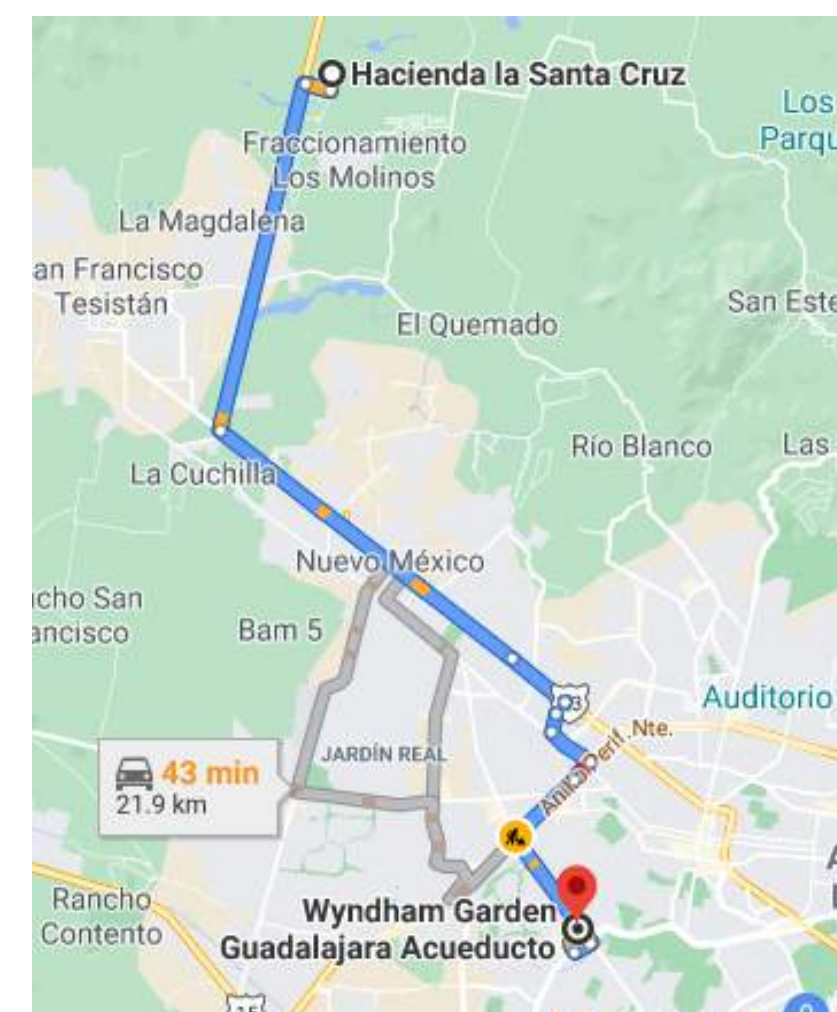 Hacienda la Santa Cruz
Los
Parqu
Fraccionamiento
Los Molinos
La Magdalena
an Francisco
Tesistán
El Quemado
San Este
Río Blanco
Las
La Cuchilla
Nuevo México
cho San
ancisco
Bam 5
Auditorio
Perif. Nte.
JARDÍN REAL
43 min
21.9 km
Rancho
Contento
Wyndham Garden
Guadalajara Acueducto
15